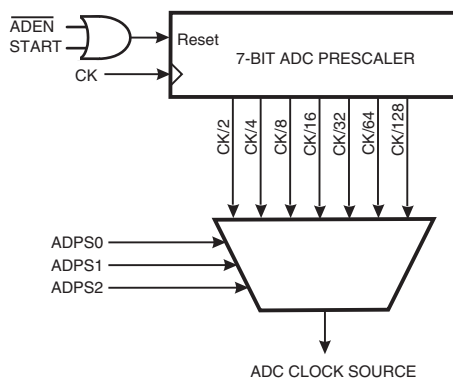 ADEN
START
Reset
7-BIT ADC PRESCALER
CK
CK/2
CK/4
CK/8
CK/16
CK/32
CK/64
CK/128
ADPS0
ADPS1
ADPS2
ADC CLOCK SOURCE